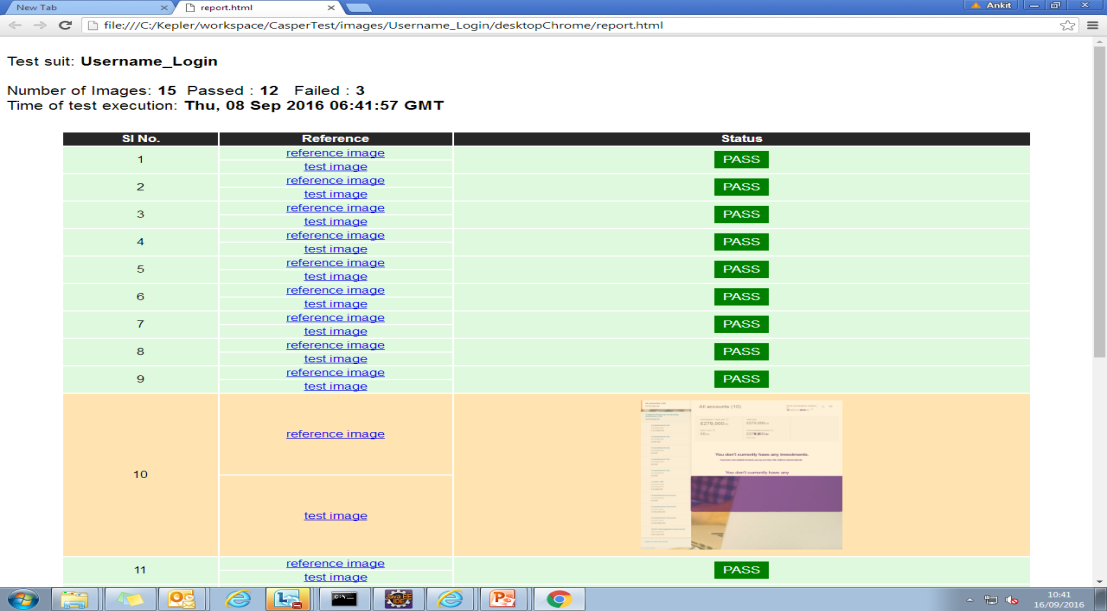 New Tab
report.html
Ankit
file:///C:/Kepler/workspace/CasperTest/images/Username_Login/desktopChrome/report.html
Test suit: Username_Login
Number of Images: 15 Passed : 12 Failed : 3
Time of test execution: Thu, 08 Sep 2016 06:41:57 GMT
Sl No. Reference Status
1 reference image PASS
test image
2 reference image PASS
test image
3 reference image PASS
test image
4 reference image PASS
test image
5 reference image PASS
test image
6 reference image PASS
test image
7 reference image PASS
test image
8 reference image PASS
test image
9 reference image PASS
test image
All accounts (10)
10 reference image
You don't currently have any investments.
You don't currently have any
test image
11 reference image PASS
test image
10:41
16/09/2016